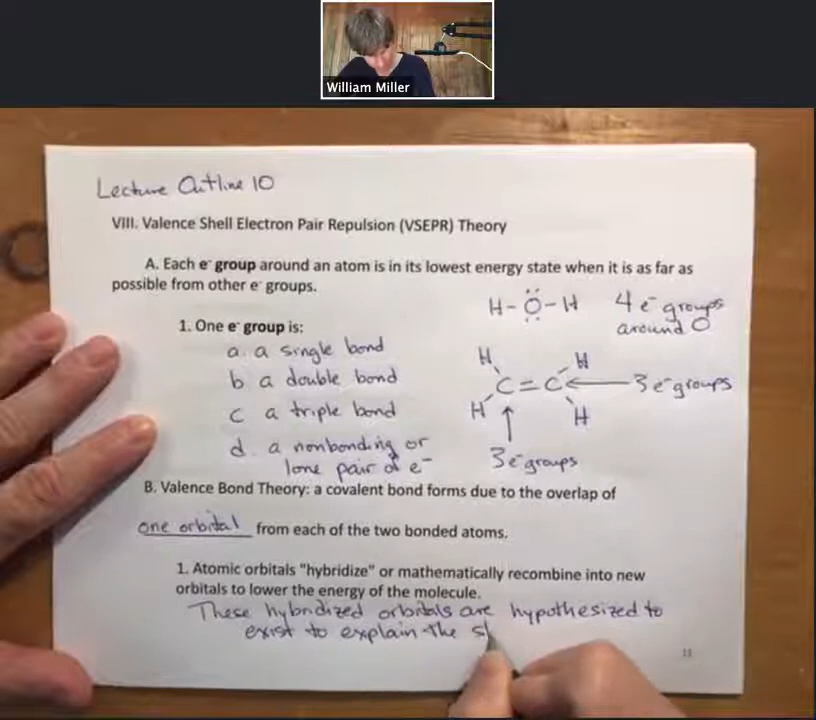 William Miller
Lecture Outline 10
VIII. Valence Shell Electron Pair Repulsion (VSEPR) Theory
A. Each e⁻ group around an atom is in its lowest energy state when it is as far as
possible from other e⁻ groups.
H-Ö-H 4 e⁻ groups
around O
1. One e⁻ group is:
a. a single bond
b a double bond
c a triple bond
d. a nonbonding or
lone pair of e⁻
H H
C=C ← 3 e⁻ groups
H H
3 e⁻ groups
B. Valence Bond Theory: a covalent bond forms due to the overlap of
one orbital from each of the two bonded atoms.
1. Atomic orbitals "hybridize" or mathematically recombine into new
orbitals to lower the energy of the molecule.
These hybridized orbitals are hypothesized to
exist to explain the